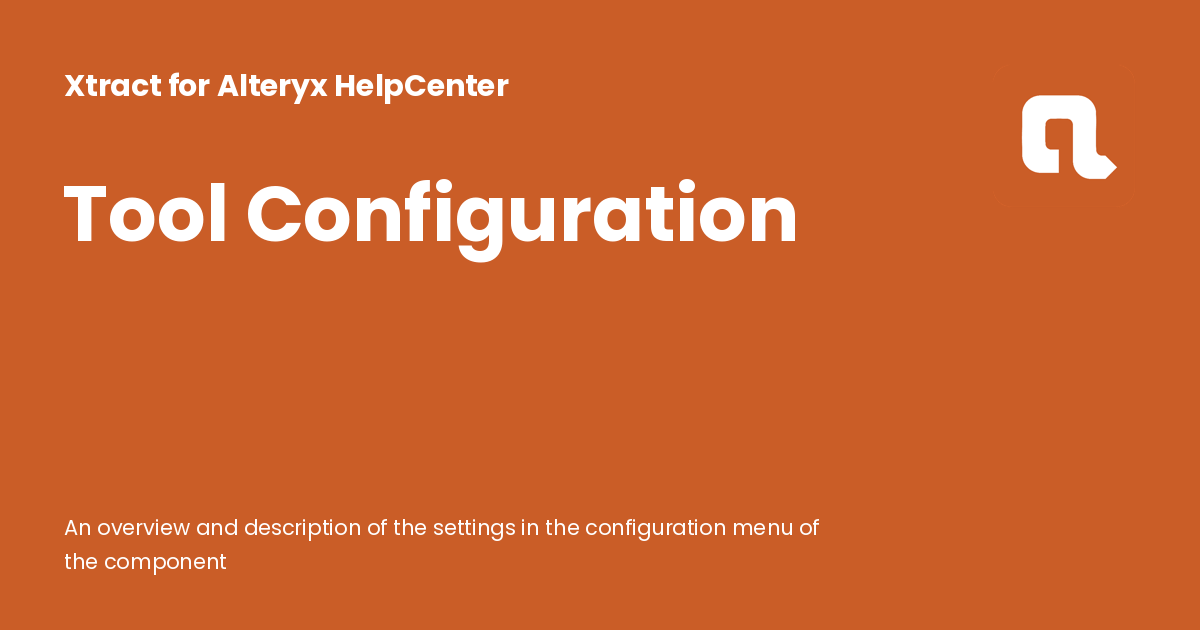 Xtract for Alteryx HelpCenter
Tool Configuration
An overview and description of the settings in the configuration menu of
the component